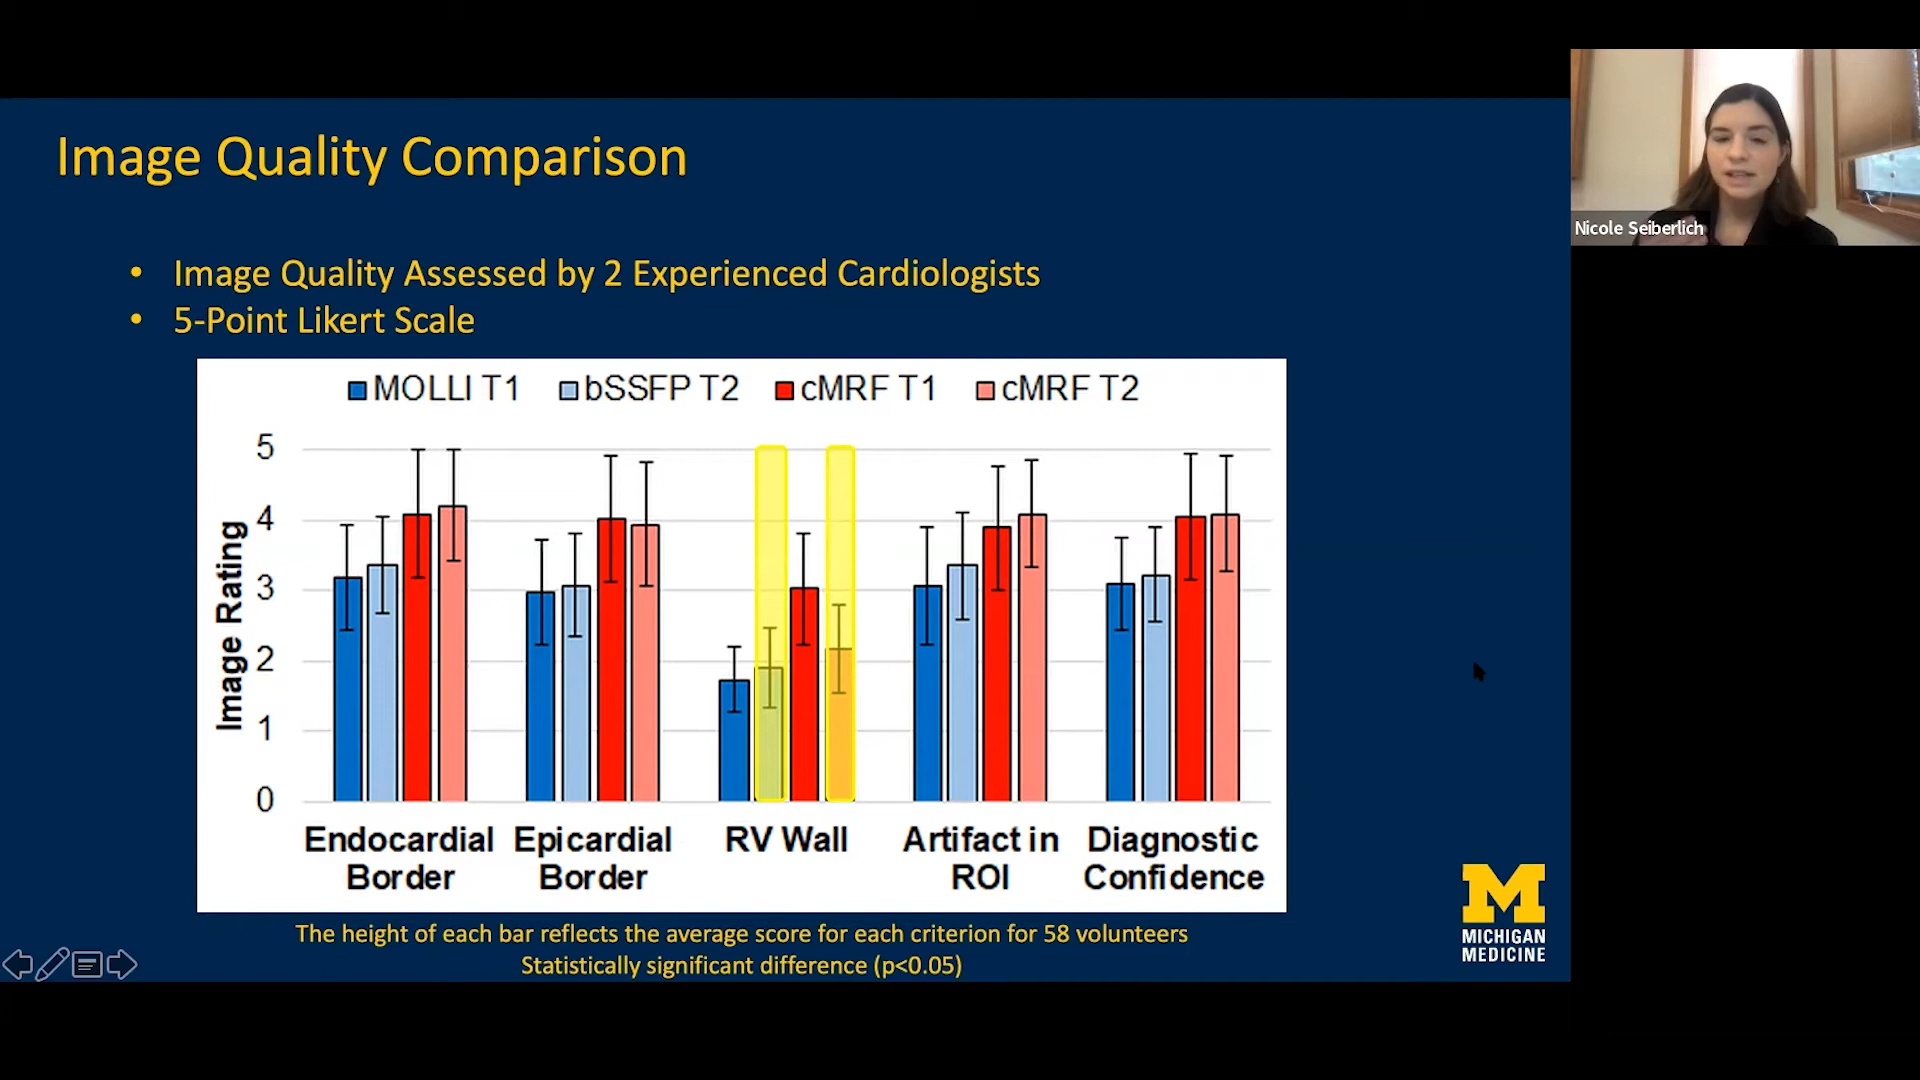 Image Quality Comparison
Nicole Seiberlich
• Image Quality Assessed by 2 Experienced Cardiologists
• 5-Point Likert Scale
MOLLI T1 bSSFP T2 cMRF T1 cMRF T2
Image Rating
5
4
3
2
1
0
Endocardial Border
Epicardial Border
RV Wall
Artifact in ROI
Diagnostic Confidence
The height of each bar reflects the average score for each criterion for 58 volunteers
Statistically significant difference (p<0.05)
M
MICHIGAN
MEDICINE